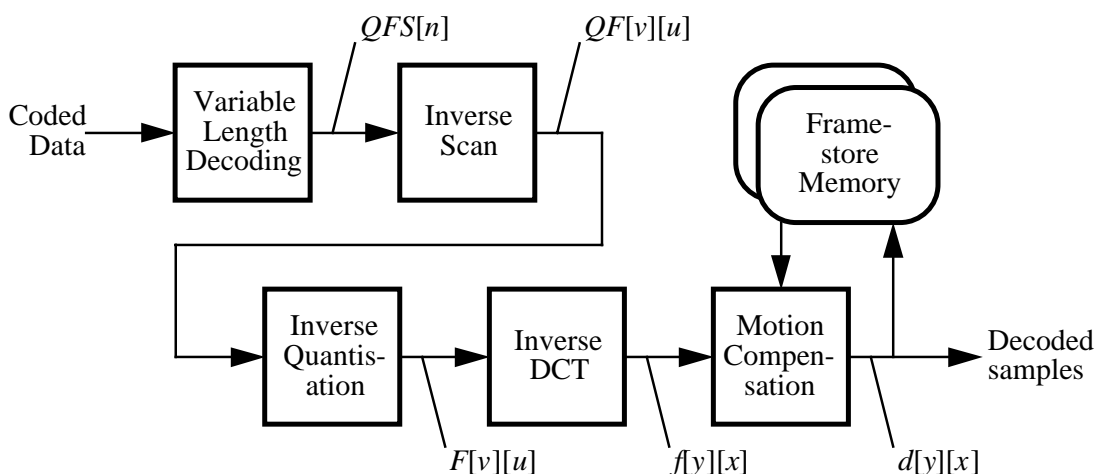 QFS[n]
QF[v][u]
Coded
Data
Variable
Length
Decoding
Inverse
Scan
Frame-
store
Memory
Inverse
Quantis-
ation
Inverse
DCT
Motion
Compen-
sation
Decoded
samples
F[v][u]
f[y][x]
d[y][x]